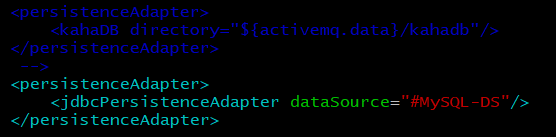 <persistenceAdapter>
<kahaDB directory="${activemq.data}/kahadb"/>
</persistenceAdapter>
-->
<persistenceAdapter>
<jdbcPersistenceAdapter dataSource="#MySQL-DS"/>
</persistenceAdapter>